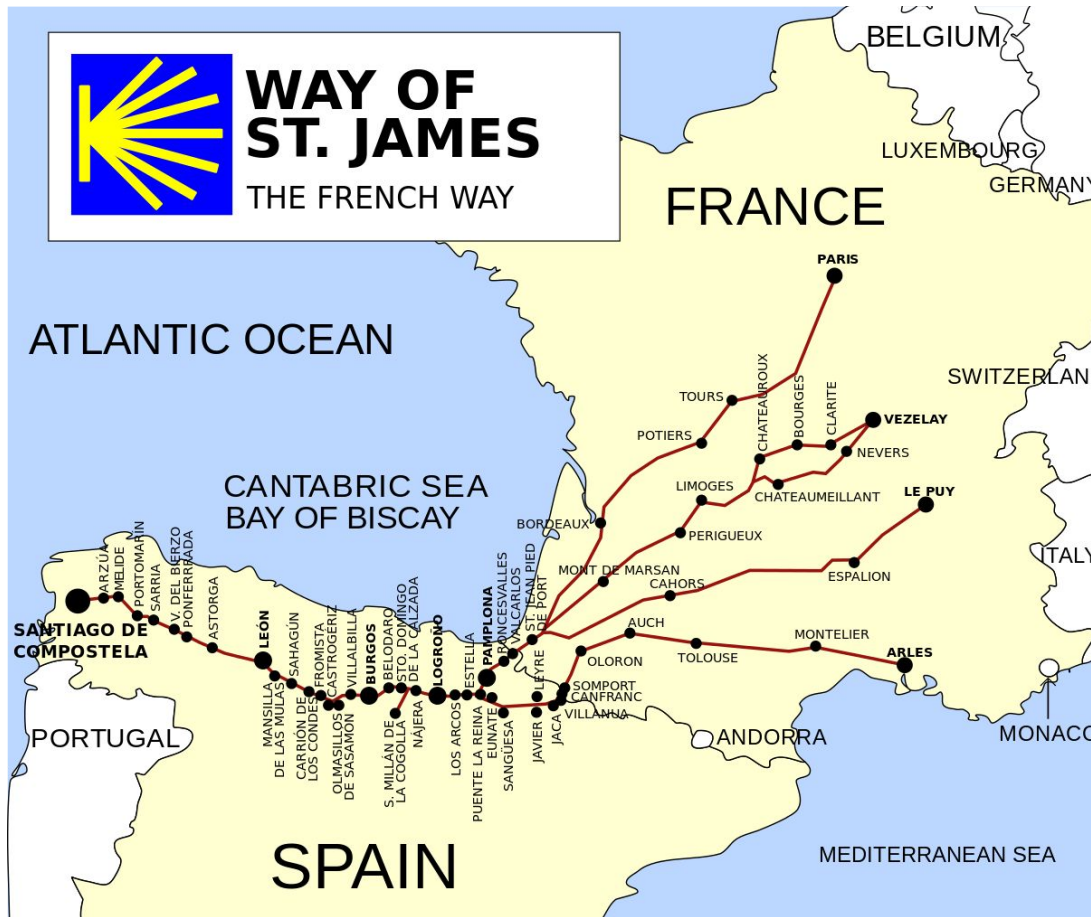 WAY OF
ST. JAMES
THE FRENCH WAY
BELGIUM
LUXEMBOURG
GERMANY
FRANCE
PARIS
ATLANTIC OCEAN
SWITZERLAN
TOURS
CHATEAUROUX
BOURGES
CLARITE
VEZELAY
POTIERS
NEVERS
CANTABRIC SEA
BAY OF BISCAY
LIMOGES
CHATEAUMEILLANT
LE PUY
BORDEAUX
PERIGUEUX
ITALY
MONT DE MARSAN
CAHORS
ESPALION
AUCH
TOLOUSE
MONTELIER
ARLES
OLORON
SOMPORT
CANFRANC
VILLANUA
JACA
JAVIER
LEYRE
ST. JEAN PIED
DE PORT
VALCARLOS
RONCESVALLES
PAMPLONA
SANGÜESA
EUNATE
PUENTE LA REINA
ESTELLA
LOS ARCOS
LOGROÑO
NÁJERA
STO. DOMINGO
DE LA CALZADA
S. MILLÁN DE
LA COGOLLA
BELODARO
BURGOS
VILLABILLA
OLMASILLOS
DE SASAMON
CASTROGERIZ
FROMISTA
CARRIÓN DE
LOS CONDES
SAHAGÚN
MANSILLA
DE LAS MULAS
LEÓN
ASTORGA
PONFERRRADA
V. DEL BIERZO
SARRIA
PORTOMARÍN
MELIDE
ARZÚA
SANTIAGO DE
COMPOSTELA
PORTUGAL
ANDORRA
MONACO
SPAIN
MEDITERRANEAN SEA